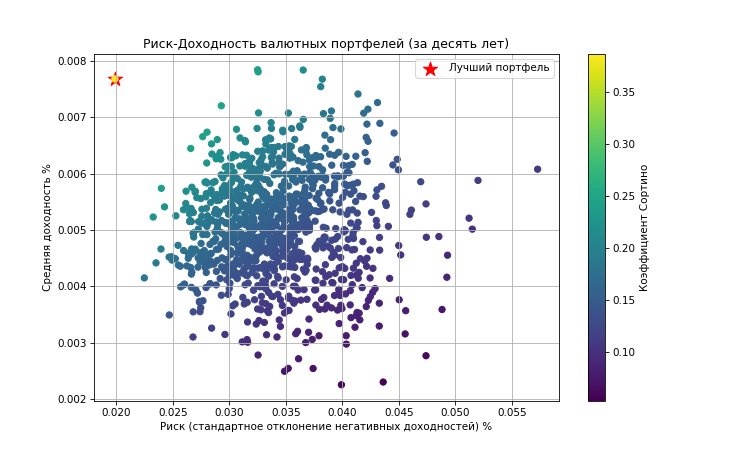 Риск-Доходность валютных портфелей (за десять лет)
Лучший портфель
0.008
0.007
0.006
0.005
0.004
0.003
0.002
Средняя доходность %
0.020 0.025 0.030 0.035 0.040 0.045 0.050 0.055
Риск (стандартное отклонение негативных доходностей) %
0.35
0.30
0.25
0.20
0.15
0.10
Коэффициент Сортино